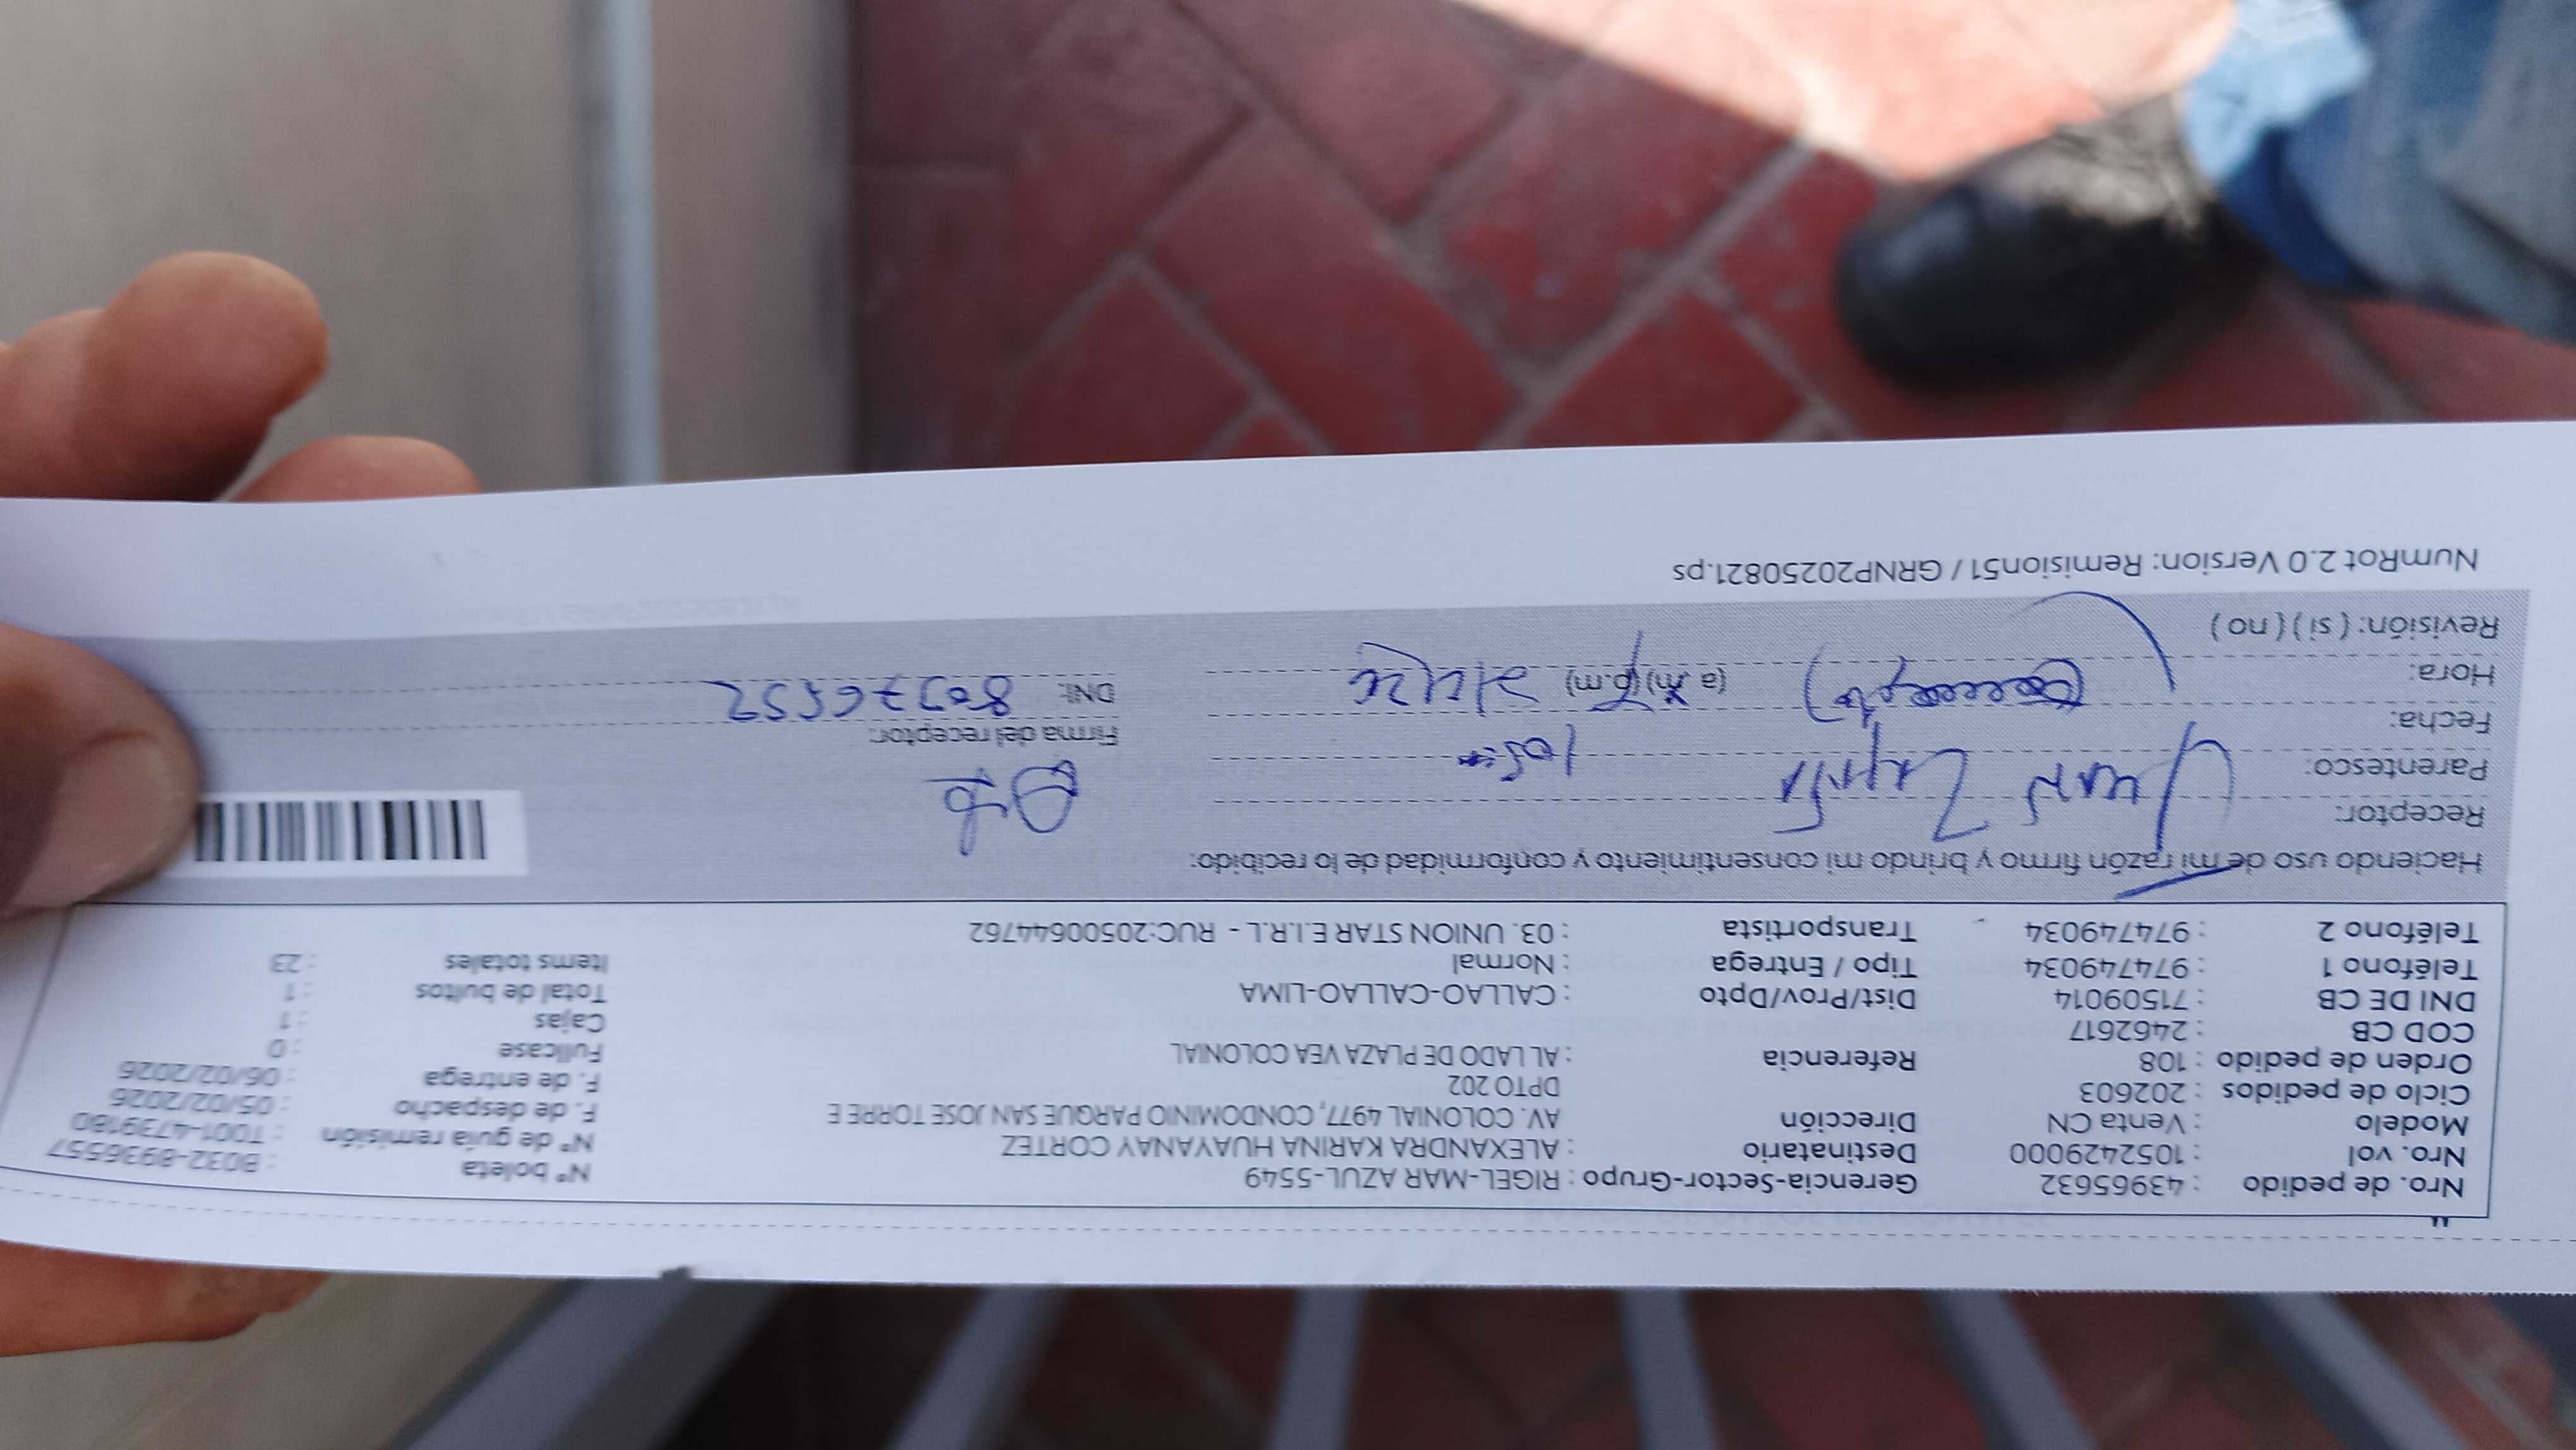 Nro. de pedido : 43965632 Gerencia-Sector-Grupo : RIGEL-MAR AZUL-5549 N° boleta : B032-8936557
Nro. vol : 1052429000 Destinatario : ALEXANDRA KARINA HUAYANAY CORTEZ N° de guía remisión : T001-4739180
Modelo : Venta CN Dirección AV. COLONIAL 4977, CONDOMINIO PARQUE SAN JOSE TORRE E F. de despacho : 05/02/2026
Ciclo de pedidos : 202603 DPTO 202 F. de entrega : 06/02/2026
Orden de pedido : 108 Referencia : AL LADO DE PLAZA VEA COLONIAL Fullcase : 0
COD CB : 2462617 Cajas : 1
DNI DE CB : 71509014 Dist/Prov/Dpto : CALLAO-CALLAO-LIMA Total de bultos : 1
Teléfono 1 : 974749034 Tipo / Entrega : Normal Items totales : 23
Teléfono 2 : 974749034 Transportista : 03. UNION STAR E.I.R.L - RUC:20500644762
Haciendo uso de mi razón firmo y brindo mi consentimiento y conformidad de lo recibido:
Receptor: Juan
Parentesco:
Fecha: Firma del receptor:
Hora: (a.m) (p.m) DNI:
Revisión: ( si ) ( no )
NumRot 2.0 Version: Remision51 / GRNP20250821.ps